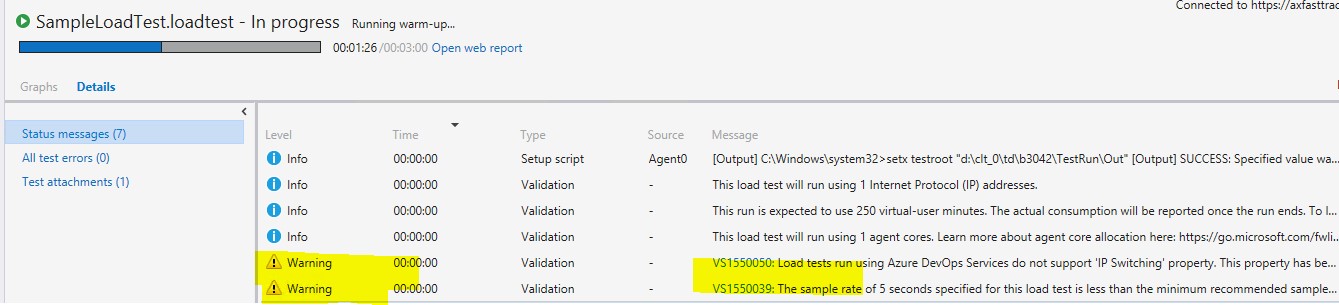 Connected to https://axfasttrac
SampleLoadTest.loadtest - In progress Running warm-up...
00:01:26 /00:03:00 Open web report
Graphs Details
Status messages (7)
All test errors (0)
Test attachments (1)
Level Time Type Source Message
Info 00:00:00 Setup script Agent0 [Output] C:\Windows\system32>setx testroot "d:\clt_0\td\b3042\TestRun\Out" [Output] SUCCESS: Specified value wa...
Info 00:00:00 Validation - This load test will run using 1 Internet Protocol (IP) addresses.
Info 00:00:00 Validation - This run is expected to use 250 virtual-user minutes. The actual consumption will be reported once the run ends. To l...
Info 00:00:00 Validation - This load test will run using 1 agent cores. Learn more about agent core allocation here: https://go.microsoft.com/fwli...
Warning 00:00:00 Validation - VS1550050: Load tests run using Azure DevOps Services do not support 'IP Switching' property. This property has be...
Warning 00:00:00 Validation - VS1550039: The sample rate of 5 seconds specified for this load test is less than the minimum recommended sample...